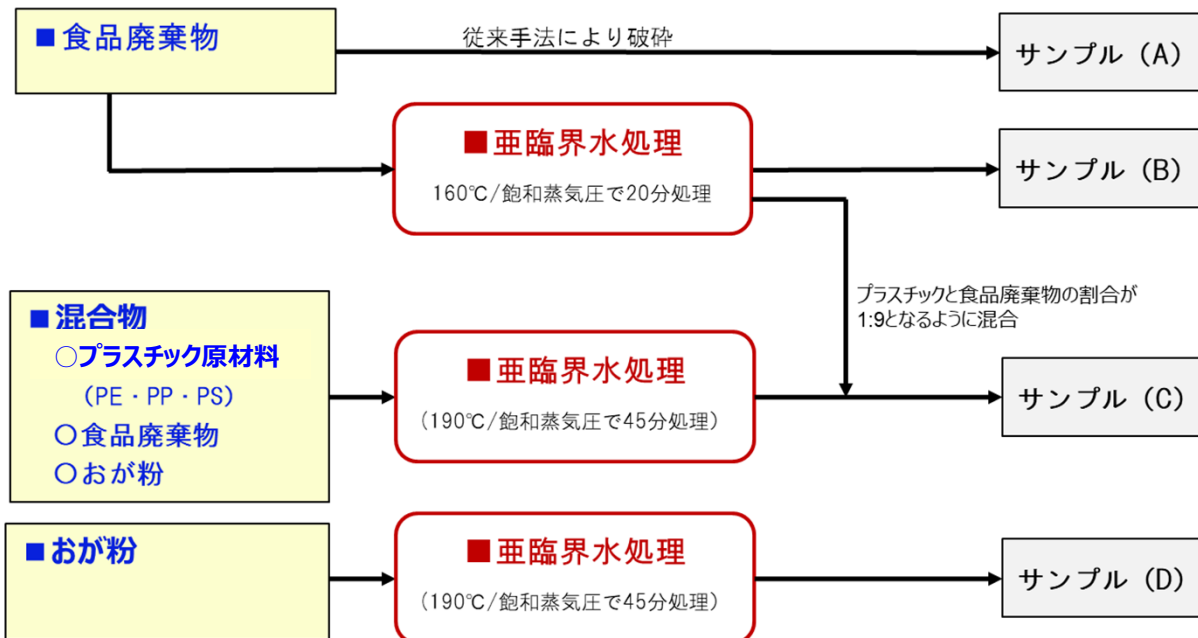 ■食品廃棄物
従来手法により破砕
サンプル（A）
■亜臨界水処理
160℃/飽和蒸気圧で20分処理
サンプル（B）
プラスチックと食品廃棄物の割合が
1:9となるように混合
■混合物
○プラスチック原材料
（PE・PP・PS）
○食品廃棄物
○おが粉
■亜臨界水処理
（190℃/飽和蒸気圧で45分処理）
サンプル（C）
■おが粉
■亜臨界水処理
（190℃/飽和蒸気圧で45分処理）
サンプル（D）